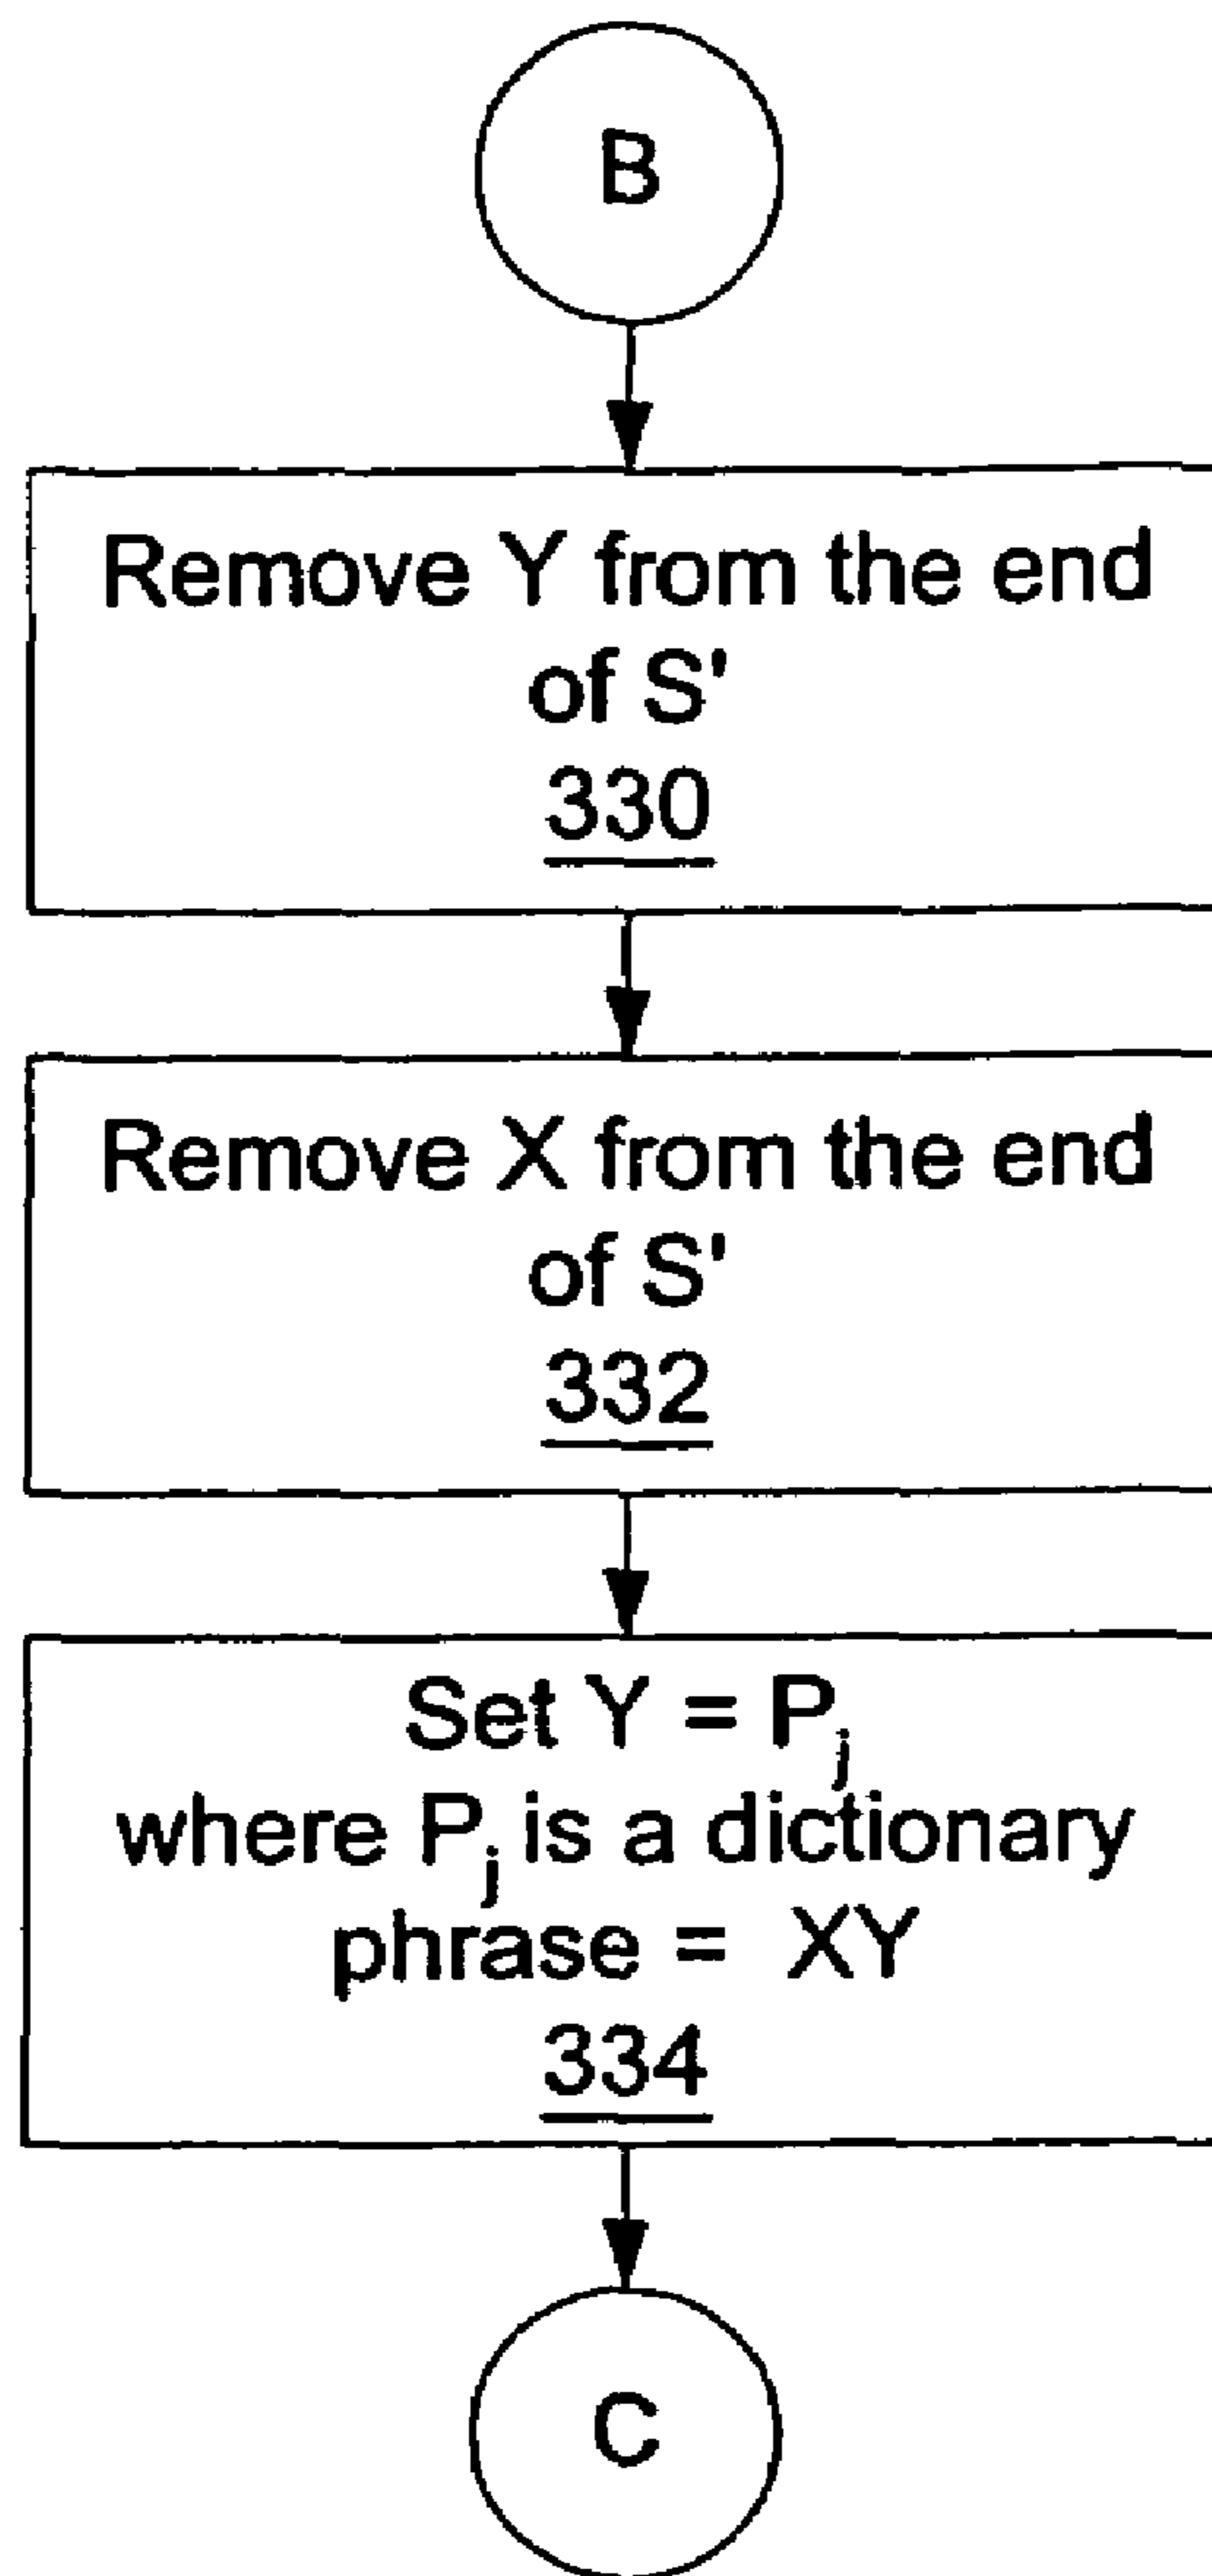 B
Remove Y from the end
of S'
330
Remove X from the end
of S'
332
Set Y = Pj
where Pj is a dictionary
phrase = XY
334
C